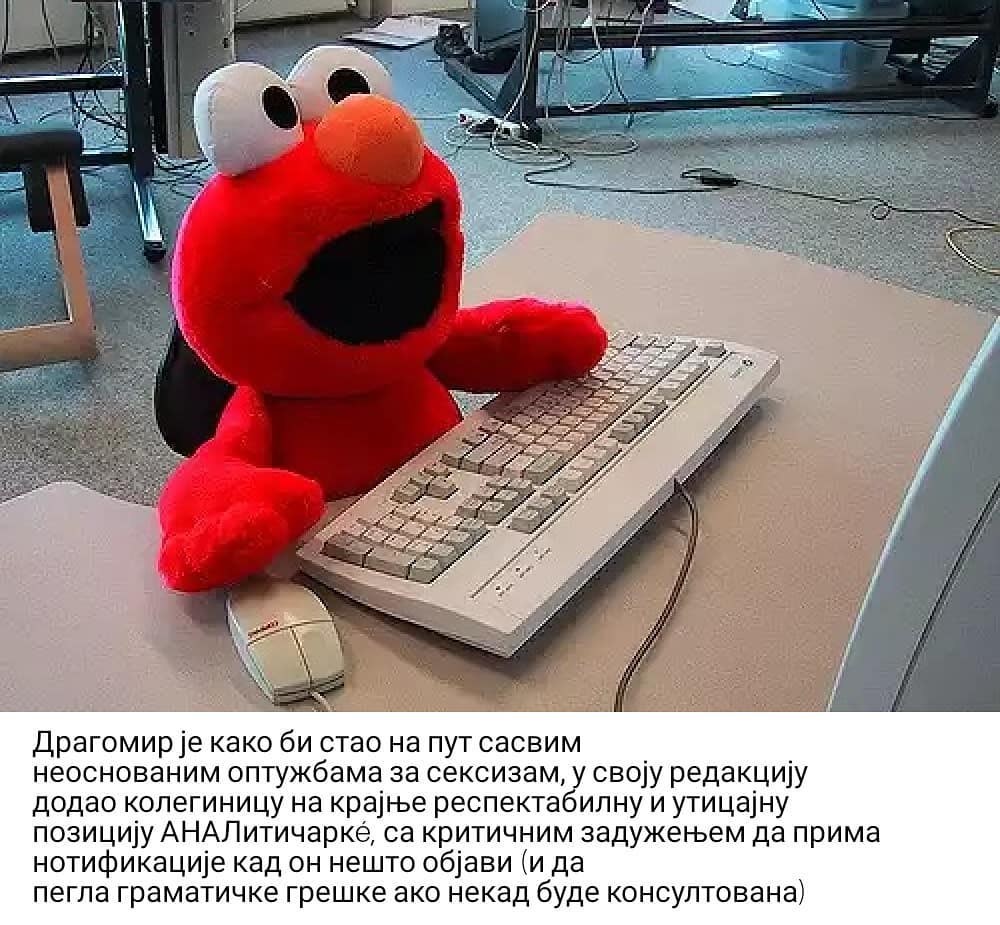 Драгомир је како би стао на пут сасвим
неоснованим оптужбама за сексизам, у своју редакцију
додао колегиницу на крајње респектабилну и утицајну
позицију АНАЛитичаркé, са критичним задужењем да прима
нотификације кад он нешто објави (и да
пегла граматичке грешке ако некад буде консултована)